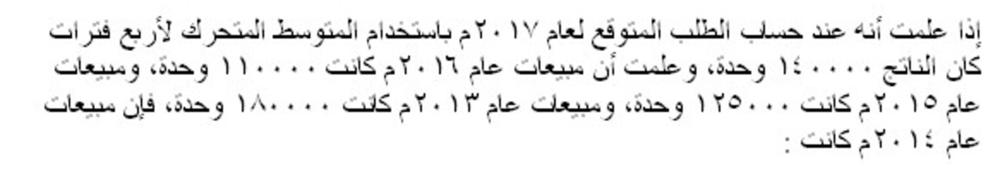 إذا علمت أنه عند حساب الطلب المتوقع لعام ٢٠١٧م باستخدام المتوسط المتحرك لأربع فترات
كان الناتج ١٤٠٠٠٠ وحدة، وعلمت أن مبيعات عام ٢٠١٦م كانت ١١٠٠٠٠ وحدة، ومبيعات
عام ٢٠١٥م كانت ١٢٥٠٠٠ وحدة، ومبيعات عام ٢٠١٣م كانت ١٨٠٠٠٠ وحدة، فإن مبيعات
عام ٢٠١٤م كانت :